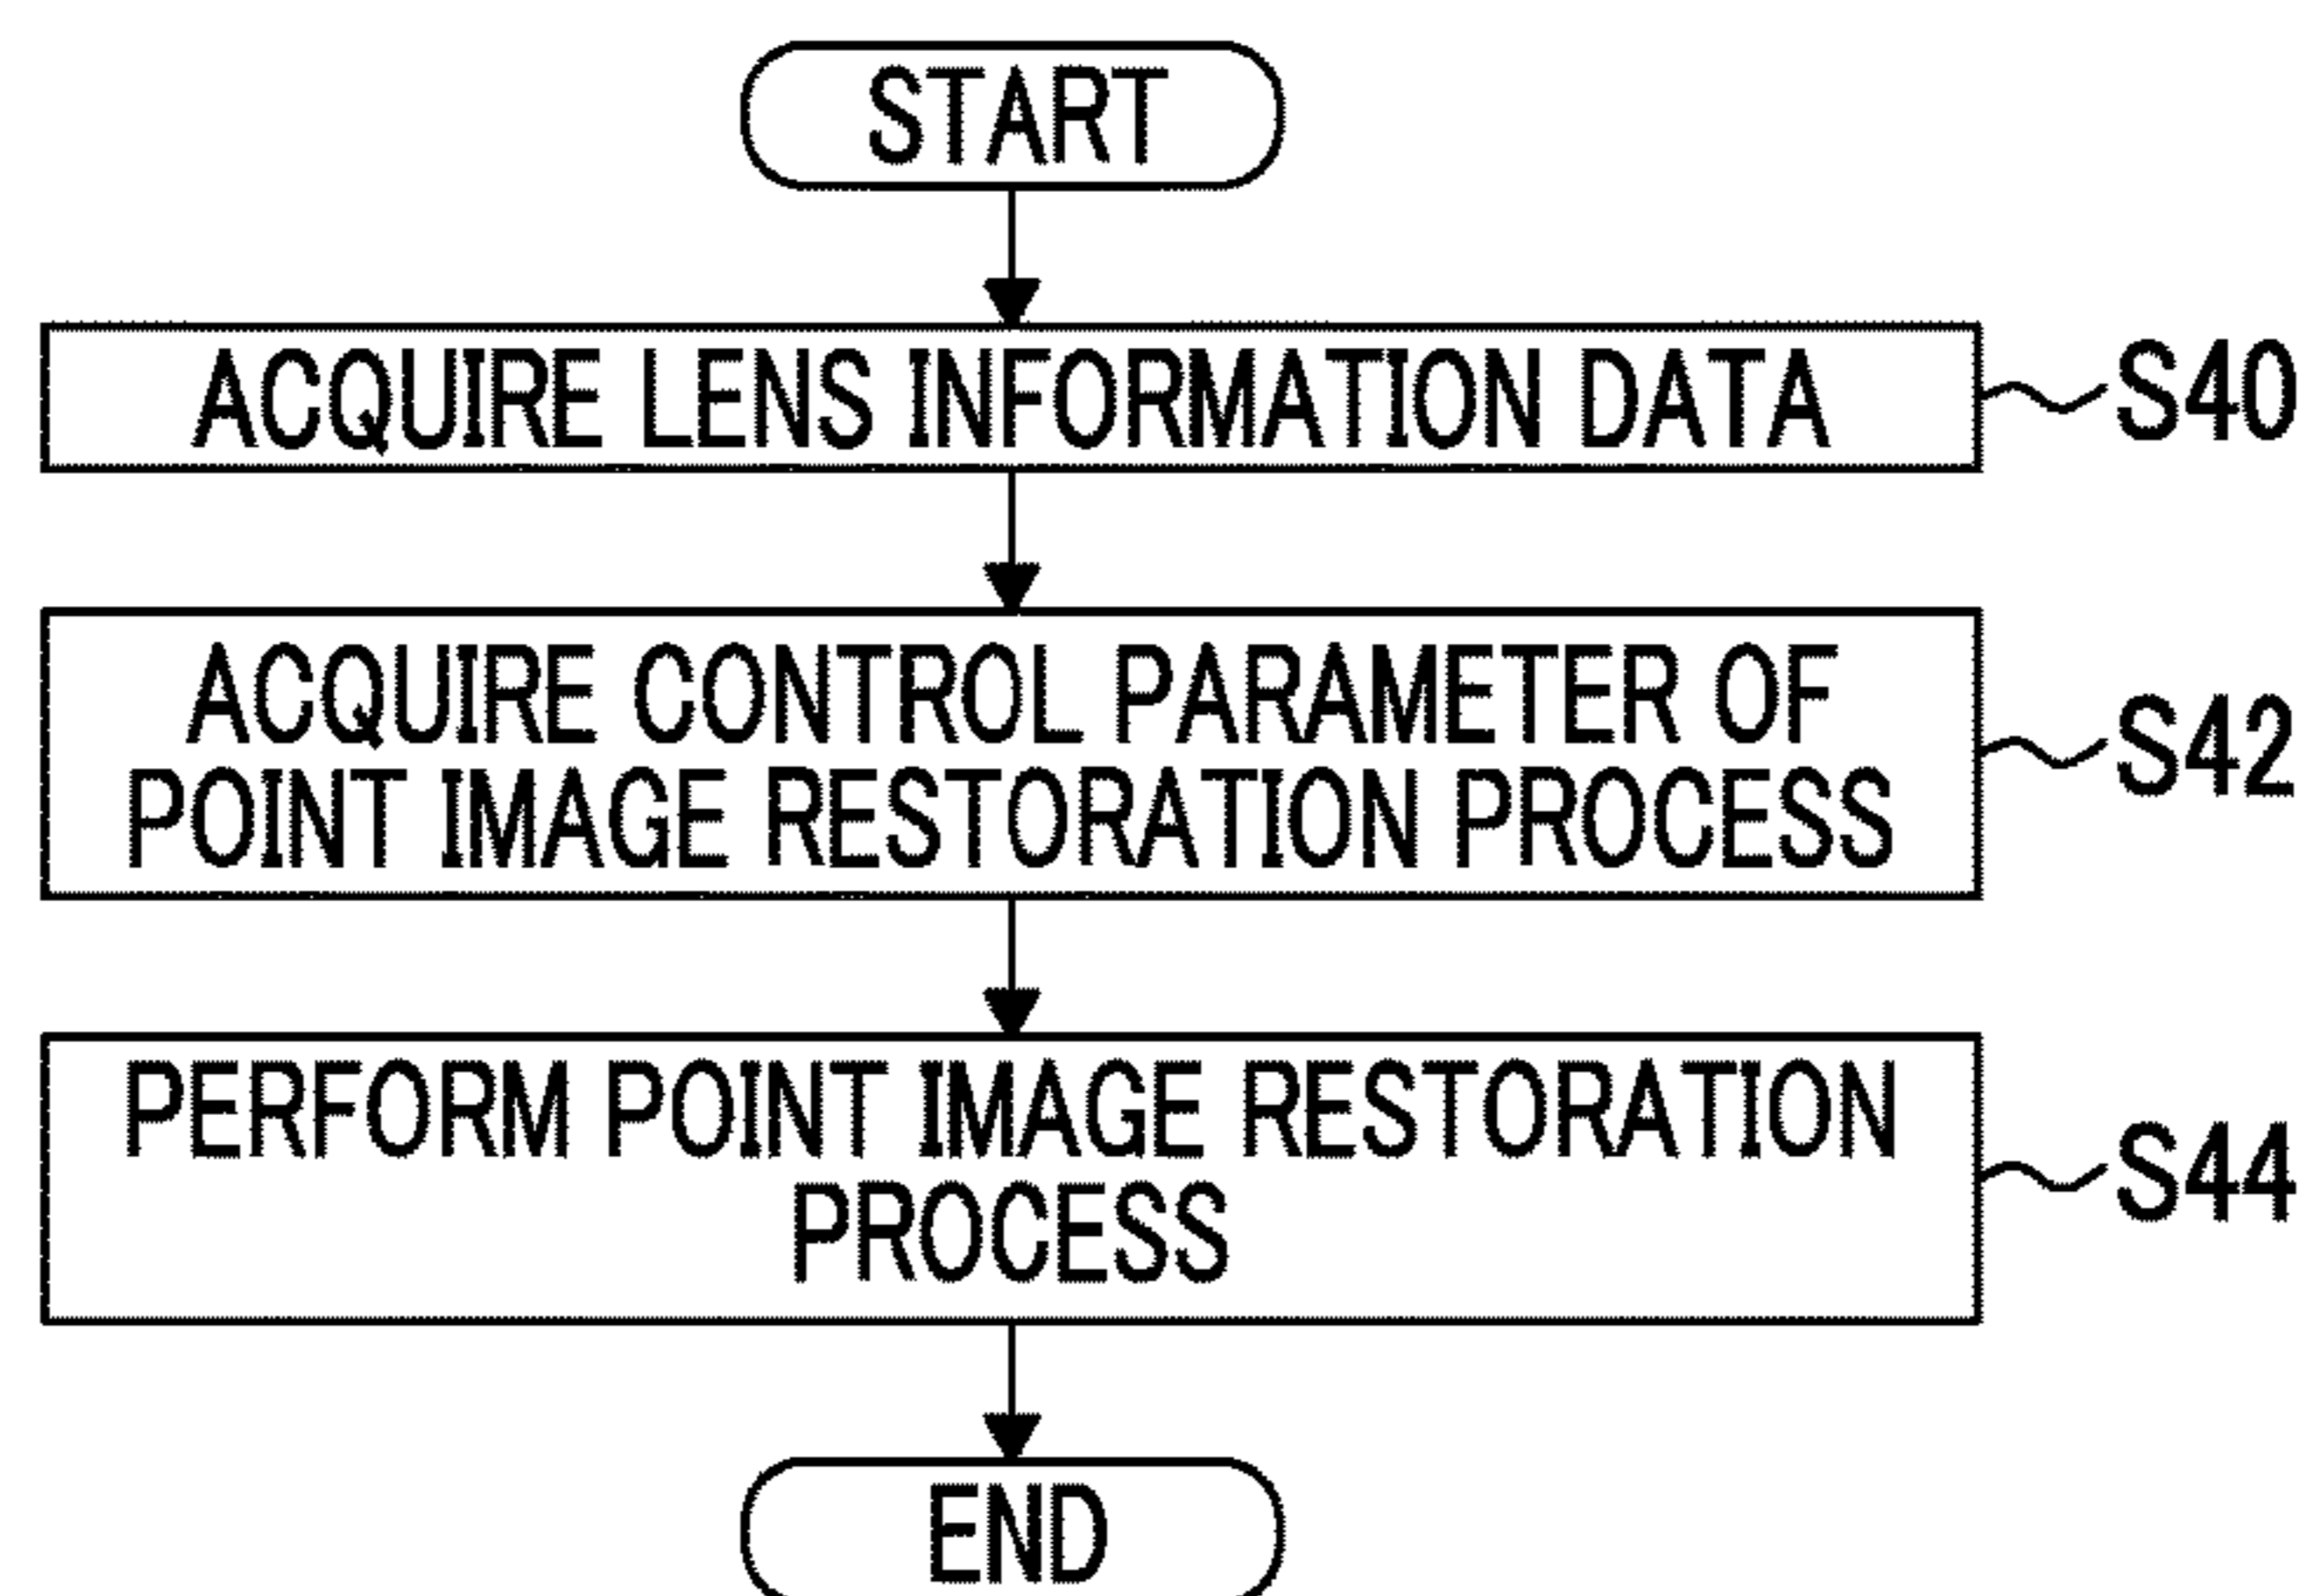 START
ACQUIRE LENS INFORMATION DATA
S40
ACQUIRE CONTROL PARAMETER OF
POINT IMAGE RESTORATION PROCESS
S42
PERFORM POINT IMAGE RESTORATION
PROCESS
S44
END